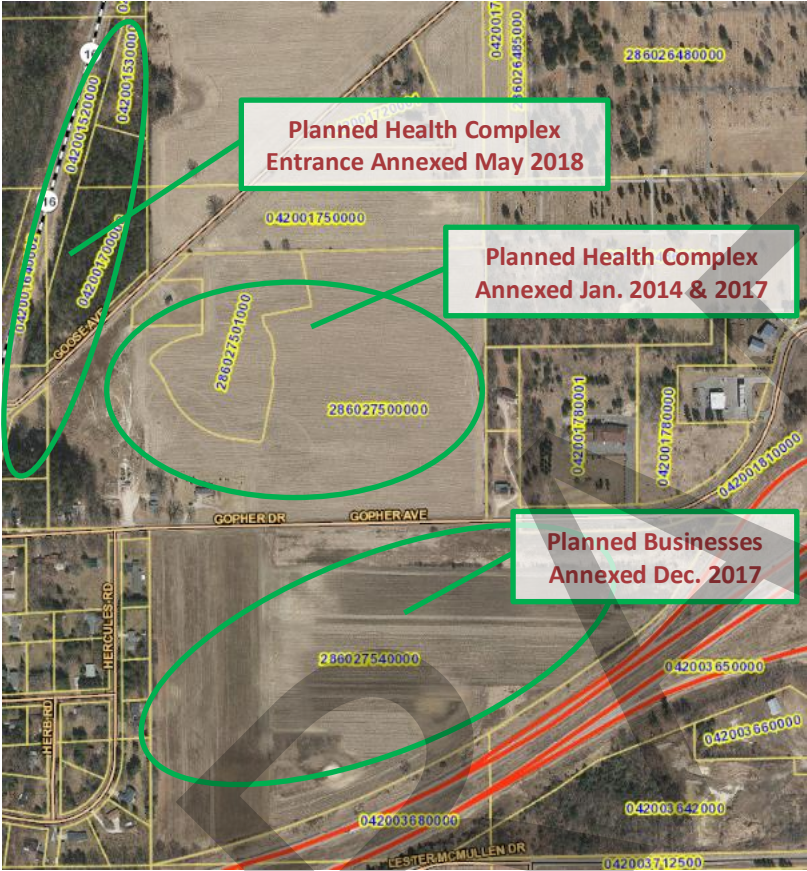 16
042001530000
042001520000
16
042001700000
GOOSE AVE
286026485000
286026480000
Planned Health Complex
Entrance Annexed May 2018
042001750000
Planned Health Complex
Annexed Jan. 2014 & 2017
286027501000
286027500000
042001780001
042001780000
042001810000
GOPHER DR
GOPHER AVE
Planned Businesses
Annexed Dec. 2017
HERCULES RD
HERB RD
286027540000
042003650000
042003660000
042003680000
042003642000
LESTER MCMULLEN DR
042003712500